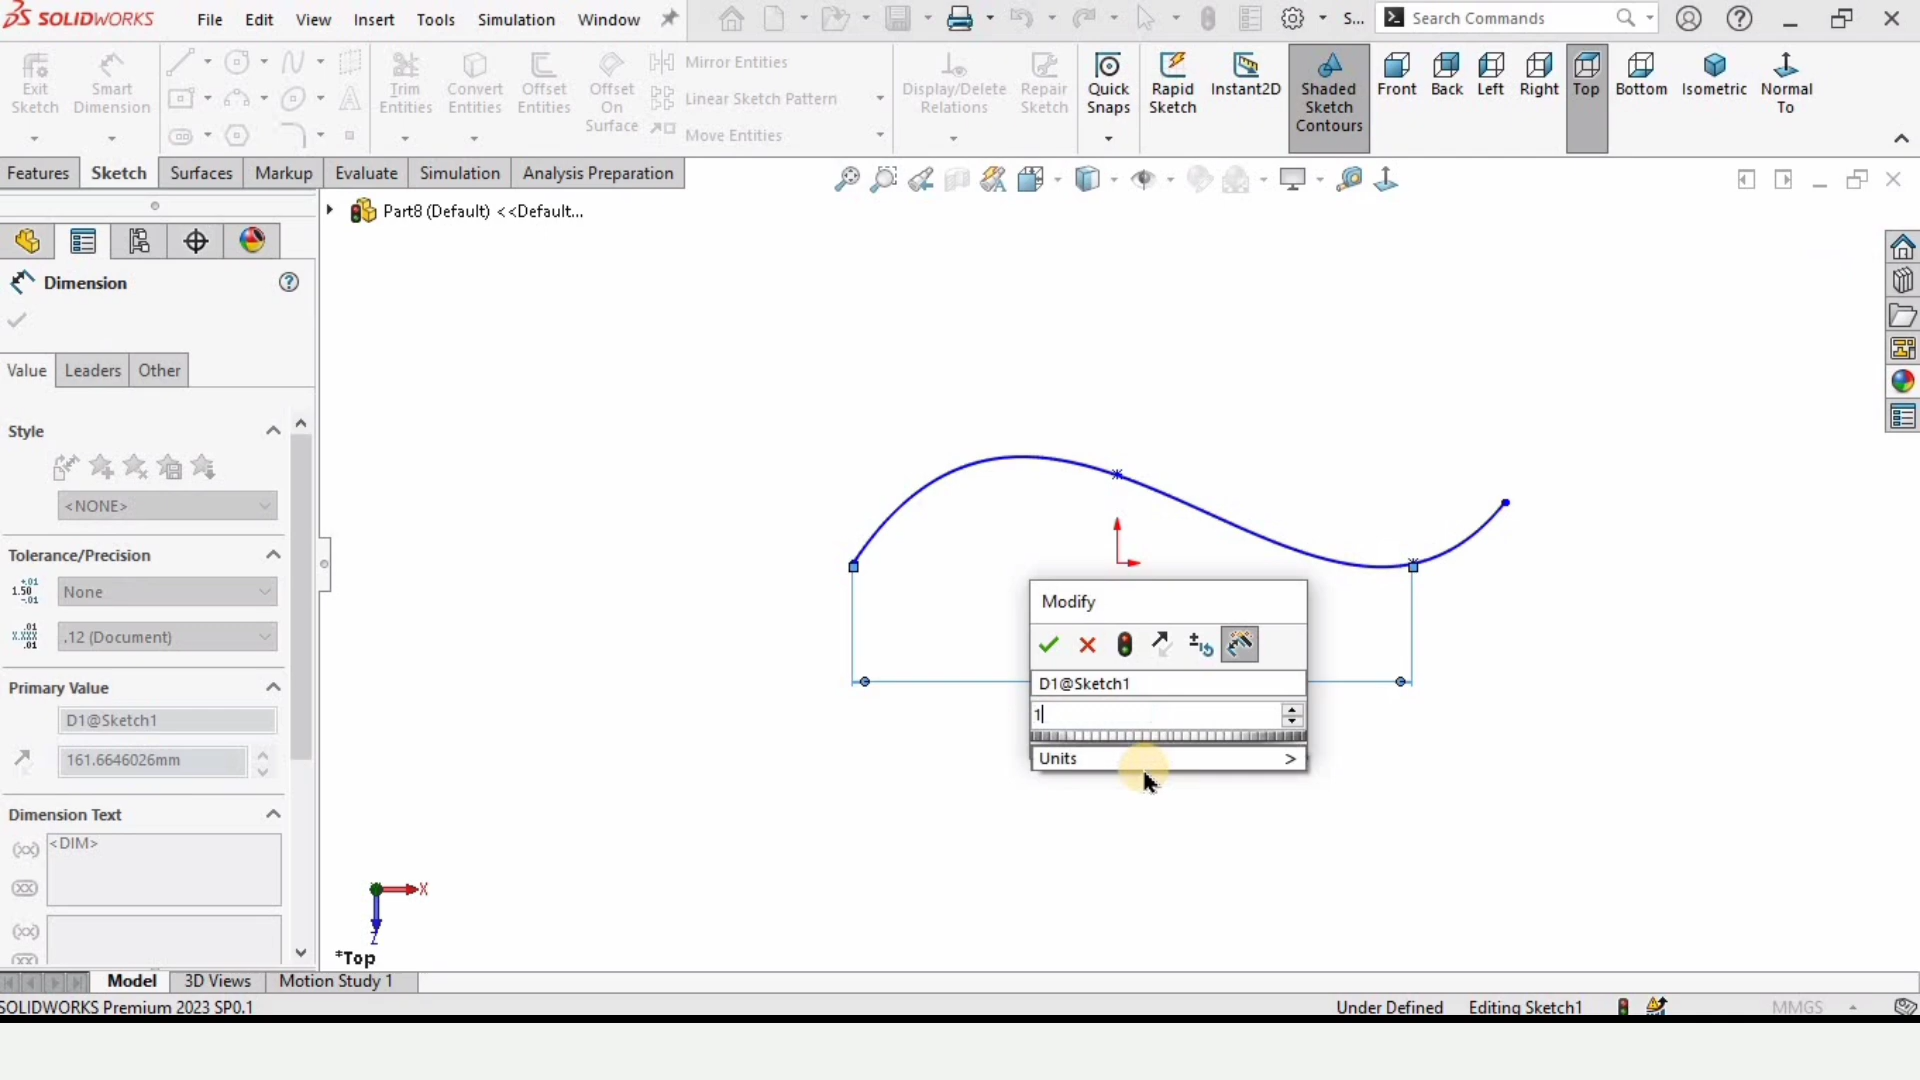 SOLIDWORKS File Edit View Insert Tools Simulation Window S... Search Commands
Exit Sketch
Smart Dimension
Trim Entities
Convert Entities
Offset Entities
Offset On Surface
Mirror Entities
Linear Sketch Pattern
Move Entities
Display/Delete Relations
Repair Sketch
Quick Snaps
Rapid Sketch
Instant2D
Shaded Sketch Contours
Front Back Left Right Top Bottom Isometric
Normal To
Features Sketch Surfaces Markup Evaluate Simulation Analysis Preparation
Part8 (Default) <<Default...
Dimension
Value Leaders Other
Style
<NONE>
Tolerance/Precision
None
.12 (Document)
Primary Value
D1@Sketch1
161.6646026mm
Dimension Text
<DIM>
Modify
D1@Sketch1
1
Units >
X
Z
*Top
Model 3D Views Motion Study 1
SOLIDWORKS Premium 2023 SP0.1 Under Defined Editing Sketch1 MMGS